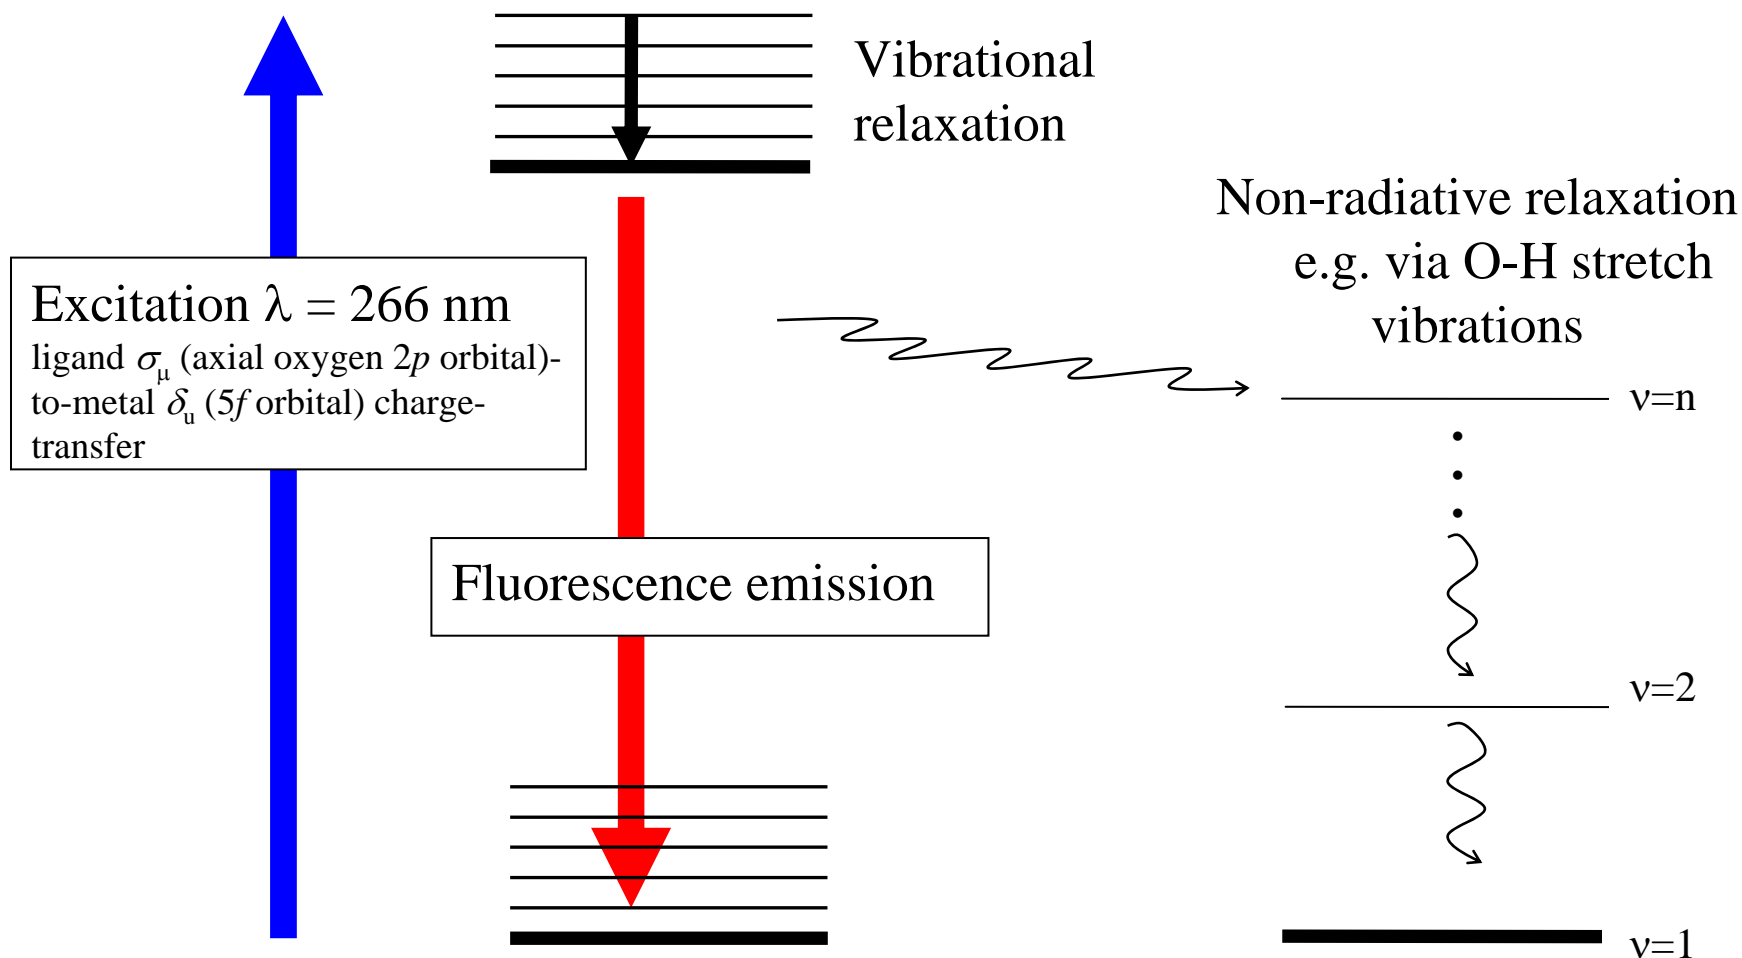 Vibrational
relaxation
Non-radiative relaxation
e.g. via O-H stretch
vibrations
Excitation λ = 266 nm
ligand σμ (axial oxygen 2p orbital)-
to-metal δu (5f orbital) charge-
transfer
Fluorescence emission
ν=n
ν=2
ν=1